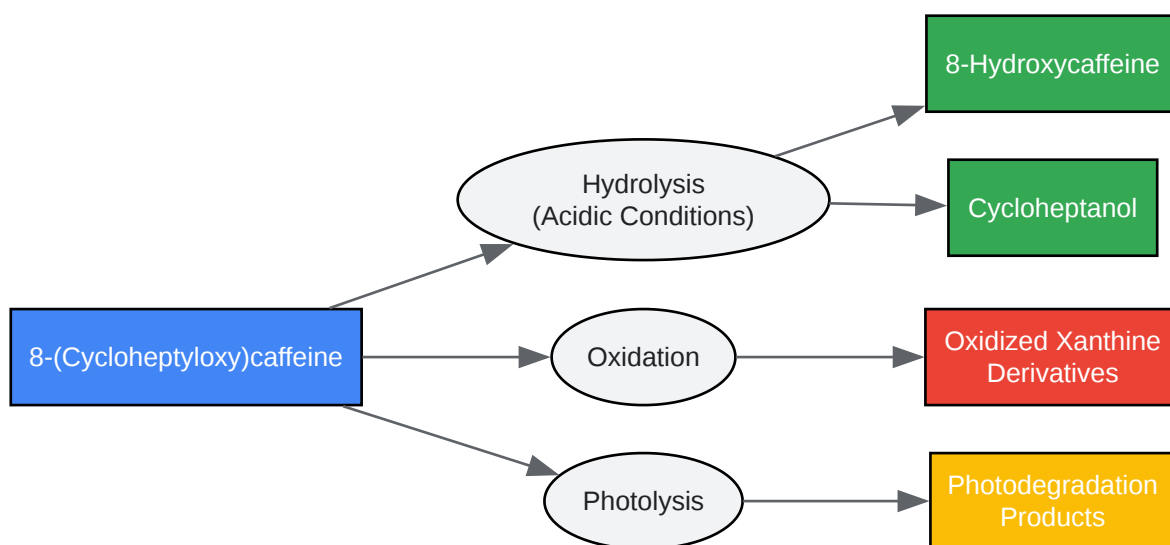 8-(Cycloheptyloxy)caffeine
Hydrolysis
(Acidic Conditions)
8-Hydroxycaffeine
Cycloheptanol
Oxidation
Oxidized Xanthine
Derivatives
Photolysis
Photodegradation
Products